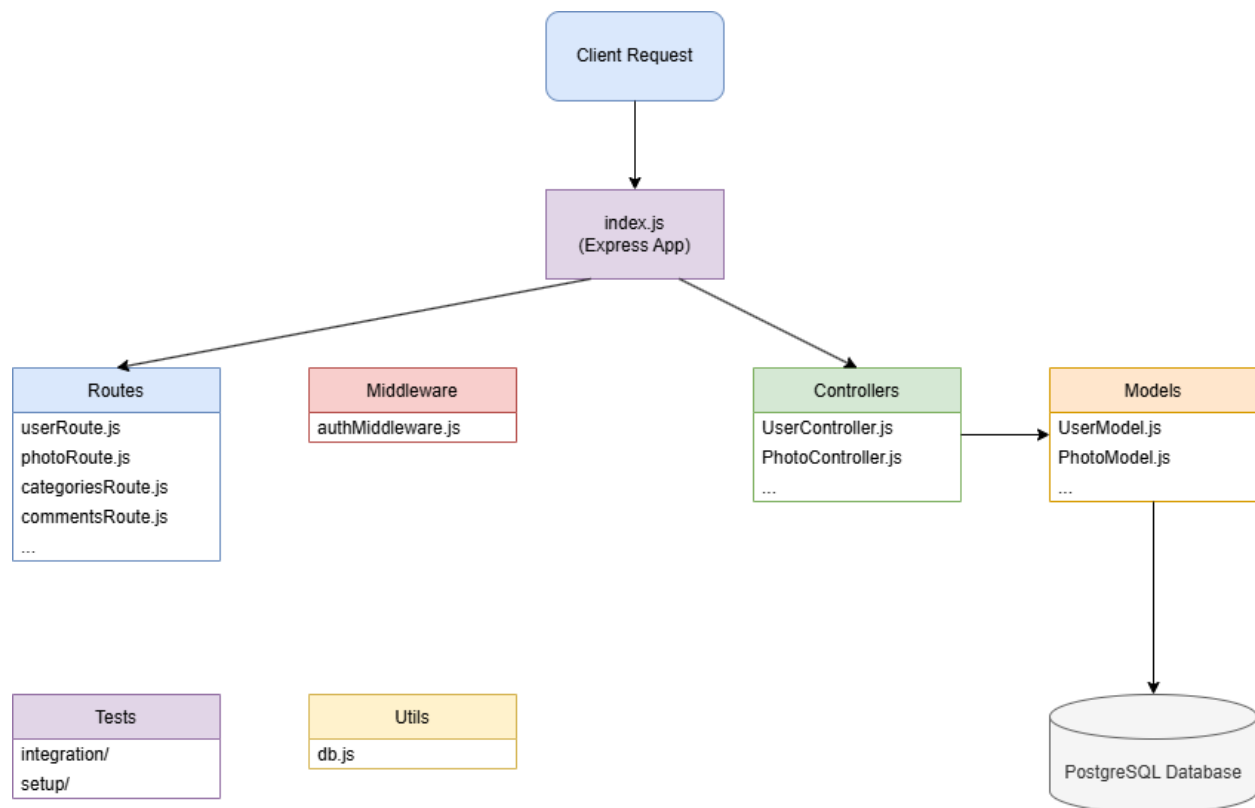 Client Request
index.js
(Express App)
Routes
userRoute.js
photoRoute.js
categoriesRoute.js
commentsRoute.js
...
Middleware
authMiddleware.js
Controllers
UserController.js
PhotoController.js
...
Models
UserModel.js
PhotoModel.js
...
Tests
integration/
setup/
Utils
db.js
PostgreSQL Database